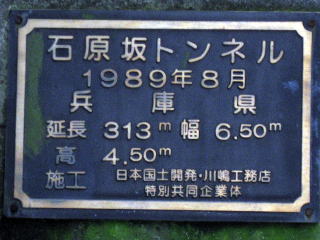 石原坂トンネル
1989年8月
兵庫県
延長 313m 幅 6.50m
高 4.50m
施工 日本国土開発・川嶋工務店
特別共同企業体